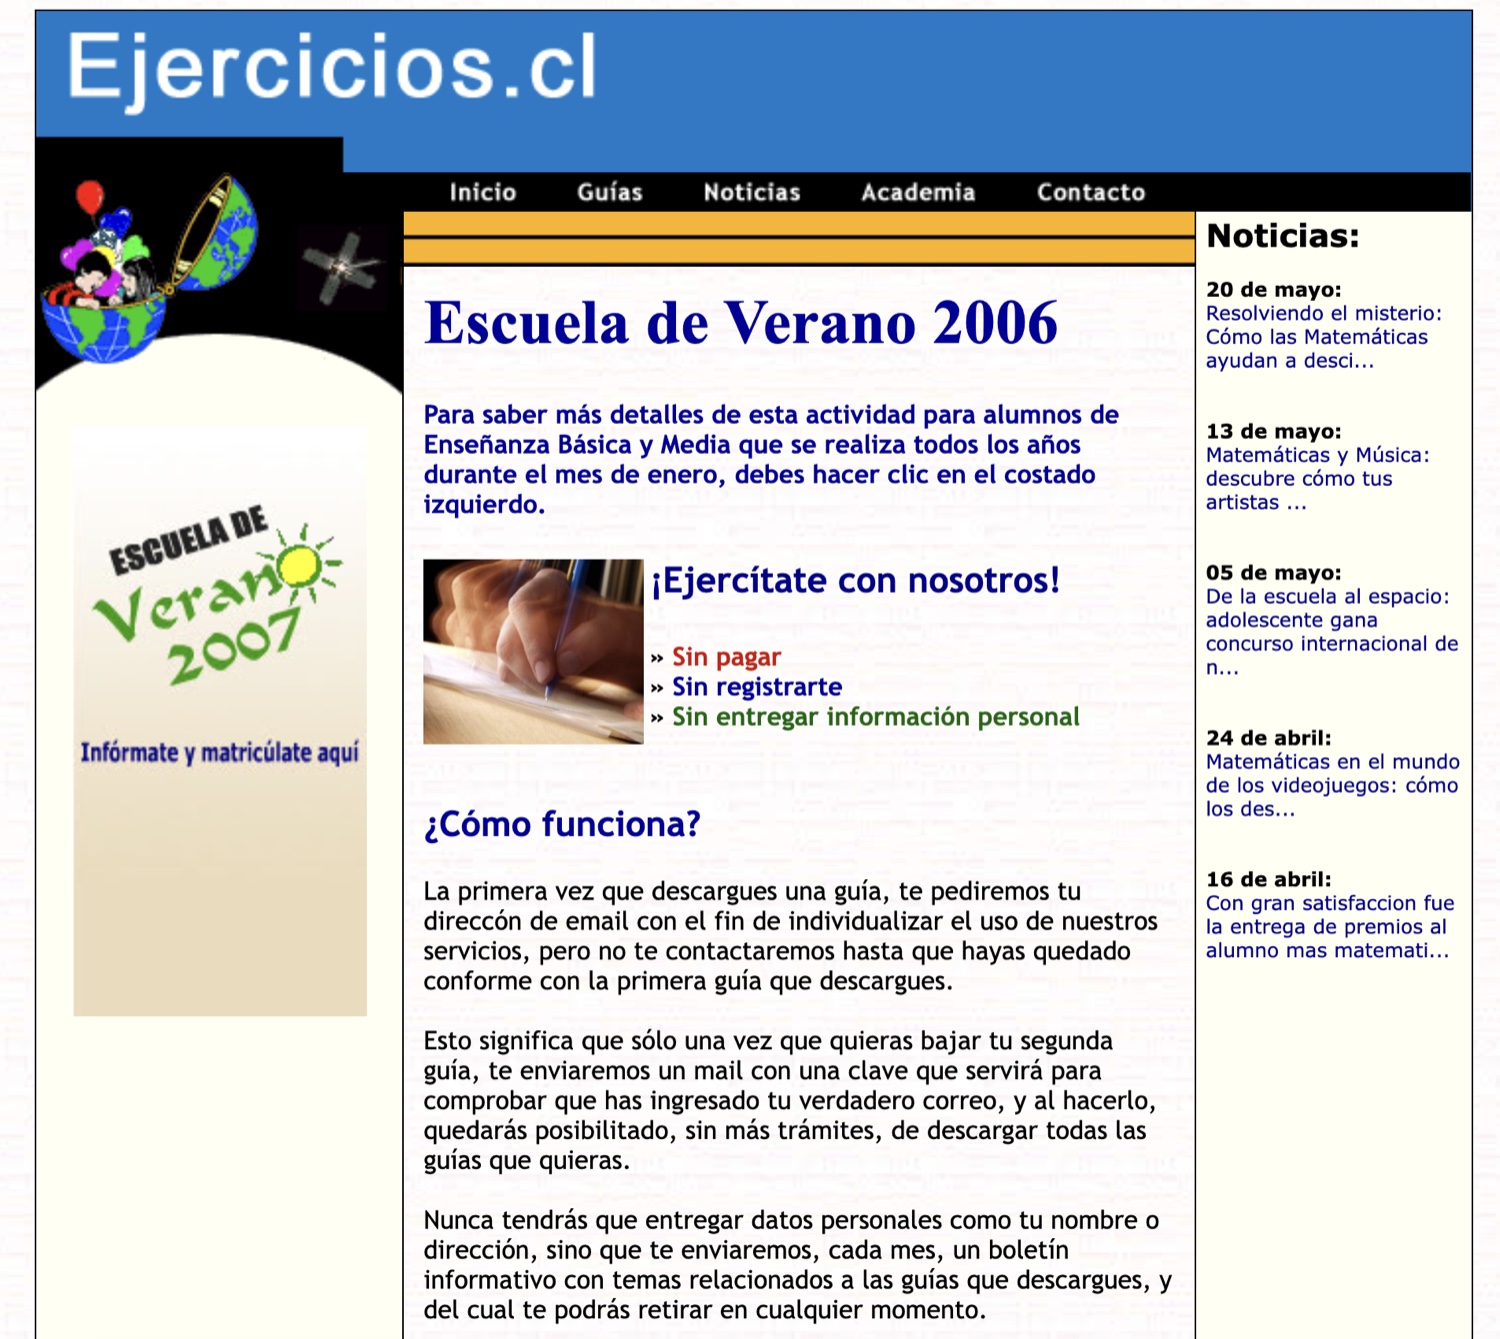 Ejercicios.cl
Inicio Guías Noticias Academia Contacto
ESCUELA DE
Verano
2007
Infórmate y matricúlate aquí
Escuela de Verano 2006
Para saber más detalles de esta actividad para alumnos de
Enseñanza Básica y Media que se realiza todos los años
durante el mes de enero, debes hacer clic en el costado
izquierdo.
¡Ejercítate con nosotros!
» Sin pagar
» Sin registrarte
» Sin entregar información personal
¿Cómo funciona?
La primera vez que descargues una guía, te pediremos tu
direccón de email con el fin de individualizar el uso de nuestros
servicios, pero no te contactaremos hasta que hayas quedado
conforme con la primera guía que descargues.
Esto significa que sólo una vez que quieras bajar tu segunda
guía, te enviaremos un mail con una clave que servirá para
comprobar que has ingresado tu verdadero correo, y al hacerlo,
quedarás posibilitado, sin más trámites, de descargar todas las
guías que quieras.
Nunca tendrás que entregar datos personales como tu nombre o
dirección, sino que te enviaremos, cada mes, un boletín
informativo con temas relacionados a las guías que descargues, y
del cual te podrás retirar en cualquier momento.
Noticias:
20 de mayo:
Resolviendo el misterio:
Cómo las Matemáticas
ayudan a desci...
13 de mayo:
Matemáticas y Música:
descubre cómo tus
artistas ...
05 de mayo:
De la escuela al espacio:
adolescente gana
concurso internacional de
n...
24 de abril:
Matemáticas en el mundo
de los videojuegos: cómo
los des...
16 de abril:
Con gran satisfaccion fue
la entrega de premios al
alumno mas matemati...